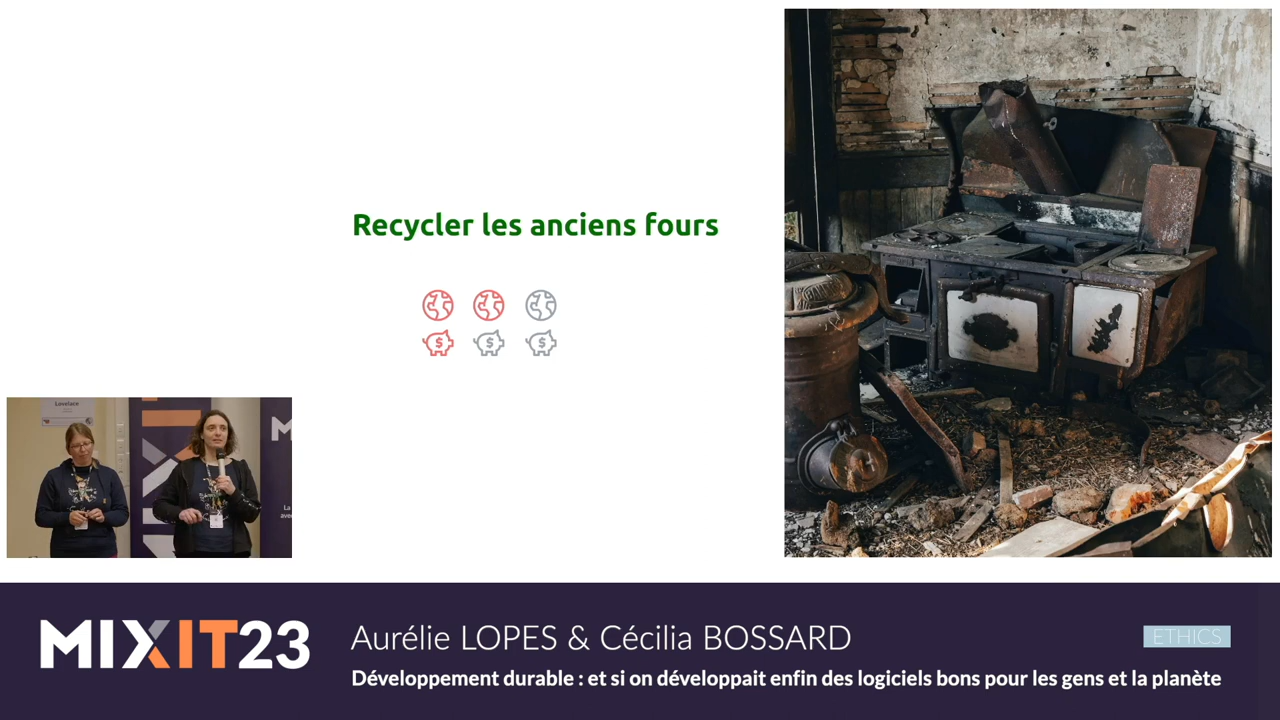 Recycler les anciens fours
Lovelace
MIXIT23
Aurélie LOPES & Cécilia BOSSARD
ETHICS
Développement durable : et si on développait enfin des logiciels bons pour les gens et la planète